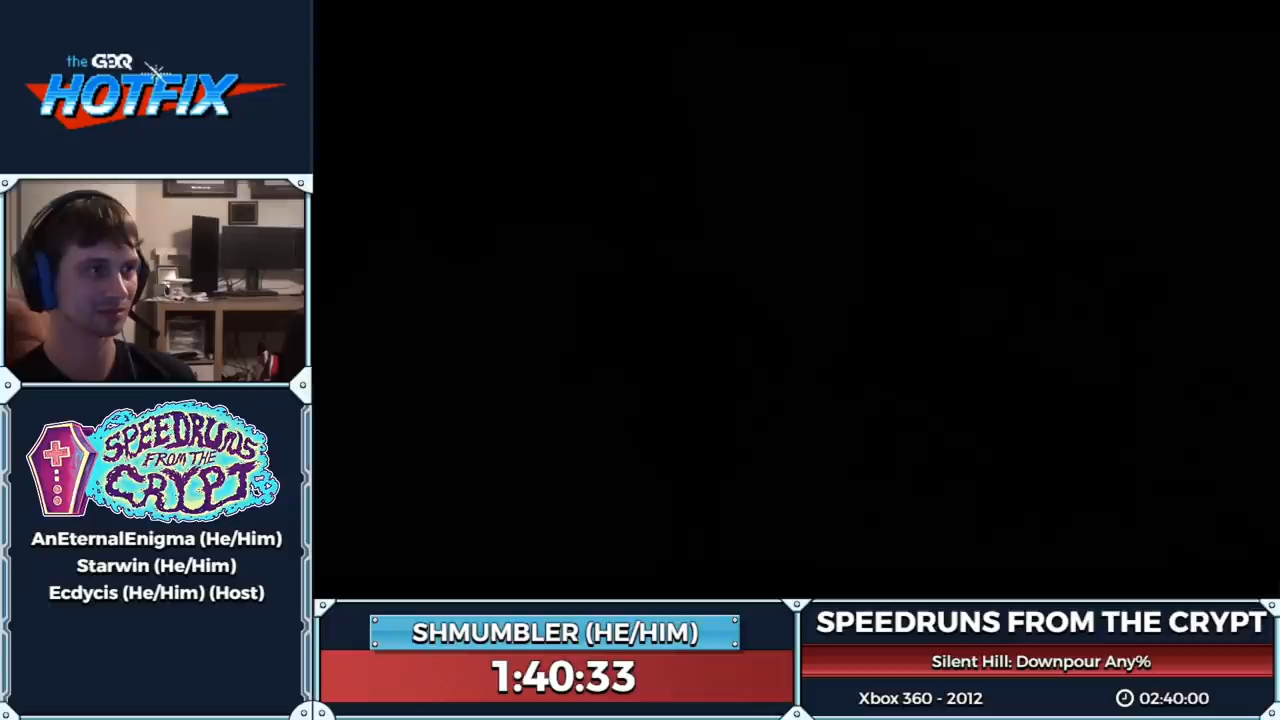 the GDQ
HOTFIX
SPEEDRUNS
FROM THE
CRYPT
AnEternalEnigma (He/Him)
Starwin (He/Him)
Ecdycis (He/Him) (Host)
SHMUMBLER (HE/HIM)
1:40:33
SPEEDRUNS FROM THE CRYPT
Silent Hill: Downpour Any%
Xbox 360 - 2012
02:40:00